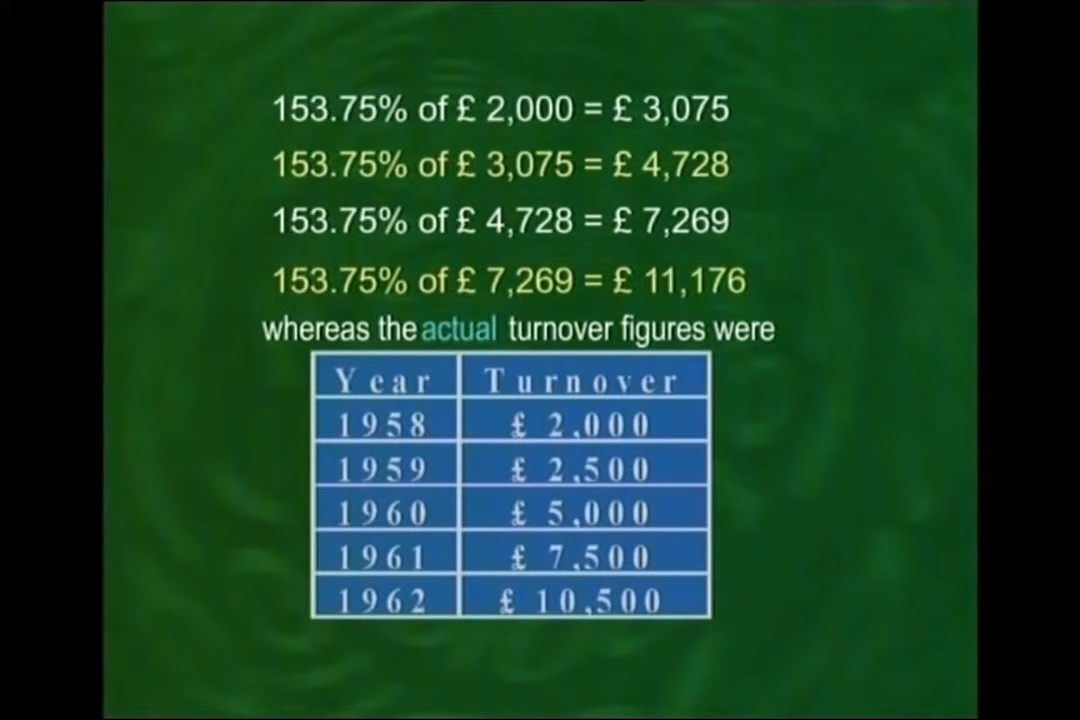 153.75% of £ 2,000 = £ 3,075
153.75% of £ 3,075 = £ 4,728
153.75% of £ 4,728 = £ 7,269
153.75% of £ 7,269 = £ 11,176
whereas the actual turnover figures were
Year Turnover
1958 £ 2,000
1959 £ 2,500
1960 £ 5,000
1961 £ 7,500
1962 £ 10,500